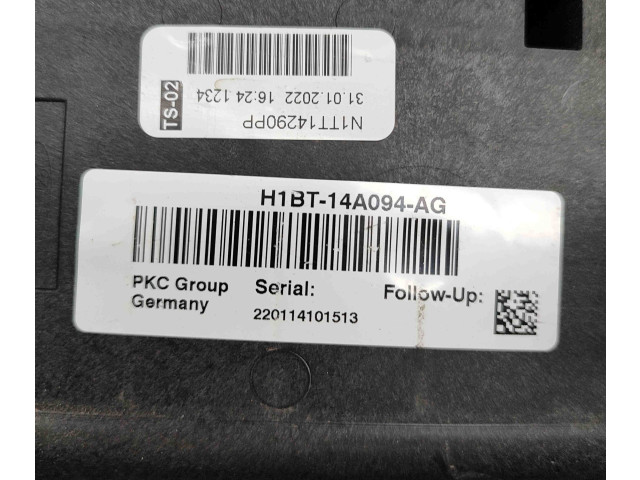 TS-02
31.01.2022 16:24 1234
N1TT14290PP
H1BT-14A094-AG
PKC Group
Germany
Serial:
220114101513
Follow-Up: